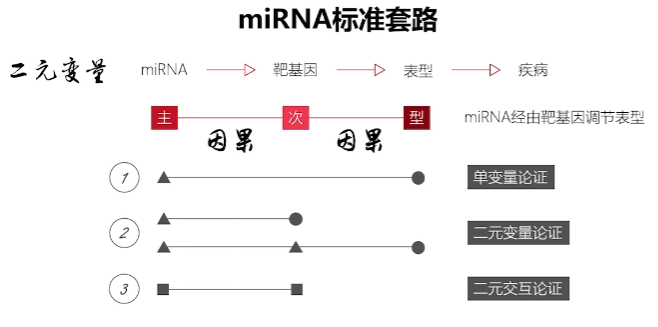 miRNA标准套路
二元变量 miRNA 靶基因 表型 疾病
主 次 型 miRNA经由靶基因调节表型
因果 因果
1 单变量论证
2 二元变量论证
3 二元交互论证